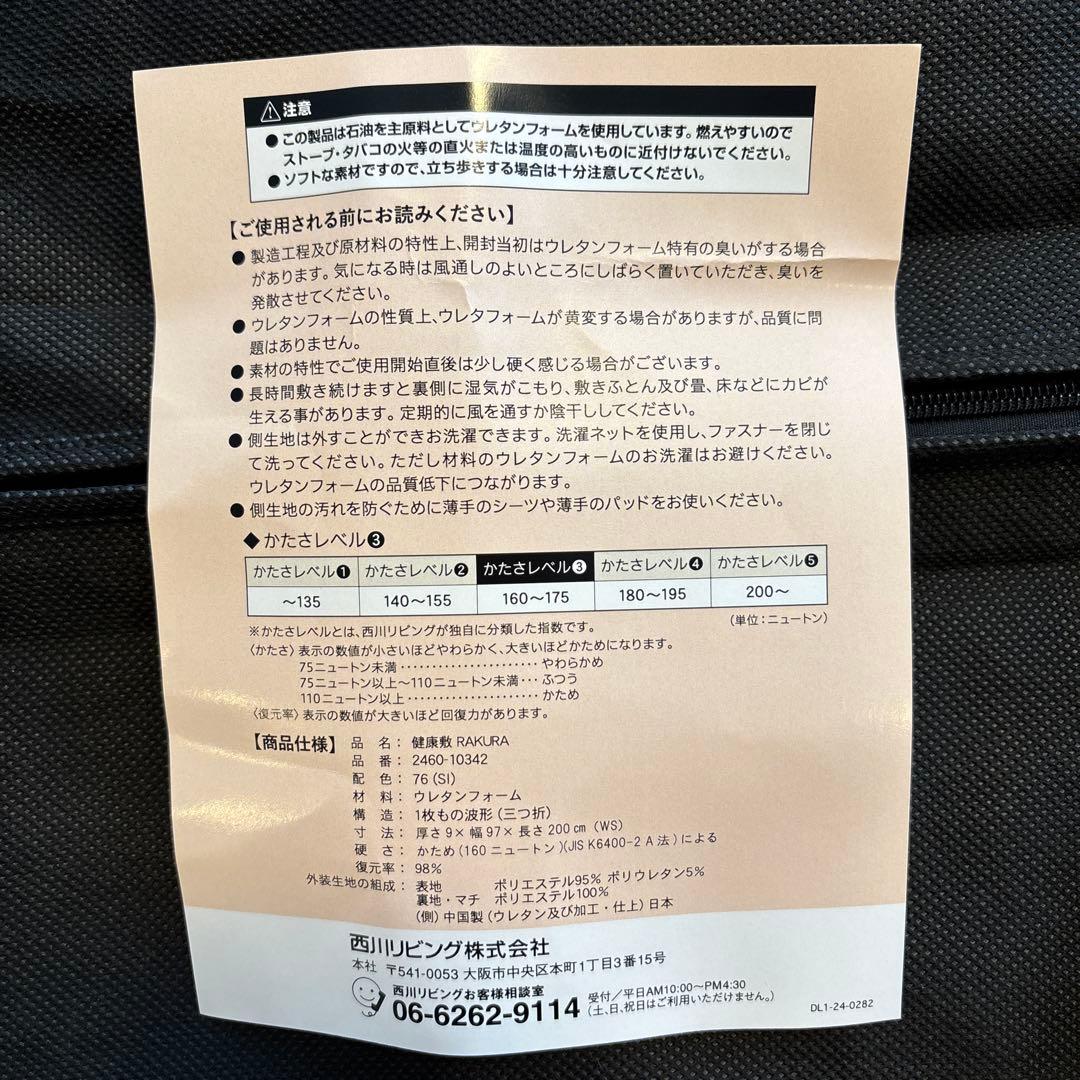 ⚠注意
●この製品は石油を主原料としてウレタンフォームを使用しています。燃えやすいので
ストーブ・タバコの火等の直火または温度の高いものに近付けないでください。
●ソフトな素材ですので、立ち歩きする場合は十分注意してください。
【ご使用される前にお読みください】
●製造工程及び原材料の特性上、開封当初はウレタンフォーム特有の臭いがする場合
があります。気になる時は風通しのよいところにしばらく置いていただき、臭いを
発散させてください。
●ウレタンフォームの性質上、ウレタフォームが黄変する場合がありますが、品質に問
題はありません。
●素材の特性でご使用開始直後は少し硬く感じる場合がございます。
●長時間敷き続けますと裏側に湿気がこもり、敷きふとん及び畳、床などにカビが
生える事があります。定期的に風を通すか陰干ししてください。
●側生地は外すことができお洗濯できます。洗濯ネットを使用し、ファスナーを閉じ
て洗ってください。ただし材料のウレタンフォームのお洗濯はお避けください。
ウレタンフォームの品質低下につながります。
●側生地の汚れを防ぐために薄手のシーツや薄手のパッドをお使いください。
◆かたさレベル❸
かたさレベル❶ かたさレベル❷ かたさレベル❸ かたさレベル❹ かたさレベル❺
～135 140～155 160～175 180～195 200～
（単位：ニュートン）
※かたさレベルとは、西川リビングが独自に分類した指数です。
〈かたさ〉表示の数値が小さいほどやわらかく、大きいほどかためになります。
75ニュートン未満・・・・・・・・・・・・・・・・・・・・・・やわらかめ
75ニュートン以上～110ニュートン未満・・・ふつう
110ニュートン以上・・・・・・・・・・・・・・・・・・・・・かため
〈復元率〉表示の数値が大きいほど回復力があります。
【商品仕様】 品 名：健康敷 RAKURA
品 番：2460-10342
配 色：76（SI）
材 料：ウレタンフォーム
構 造：1枚もの波形（三つ折）
寸 法：厚さ9×幅97×長さ200㎝（WS）
硬 さ：かため（160ニュートン）（JIS K6400-2 A法）による
復元率：98%
外装生地の組成：表地 ポリエステル95% ポリウレタン5%
裏地・マチ ポリエステル100%
（側）中国製（ウレタン及び加工・仕上）日本
西川リビング株式会社
本社 〒541-0053 大阪市中央区本町1丁目3番15号
西川リビングお客様相談室
06-6262-9114
受付／平日AM10:00～PM4:30
（土、日、祝日はご利用いただけません。）
DL1-24-0282